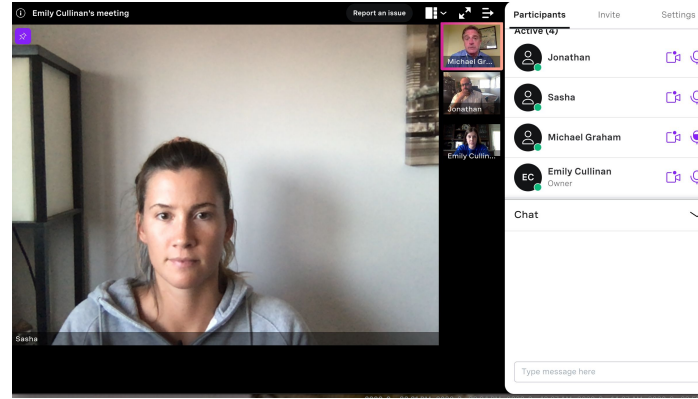 Emily Cullinan's meeting
Report an issue
Participants
Invite
Settings
Active (4)
Michael Gr...
Jonathan
Emily Cullin...
Jonathan
Sasha
Michael Graham
EC
Emily Cullinan
Owner
Chat
Sasha
Type message here